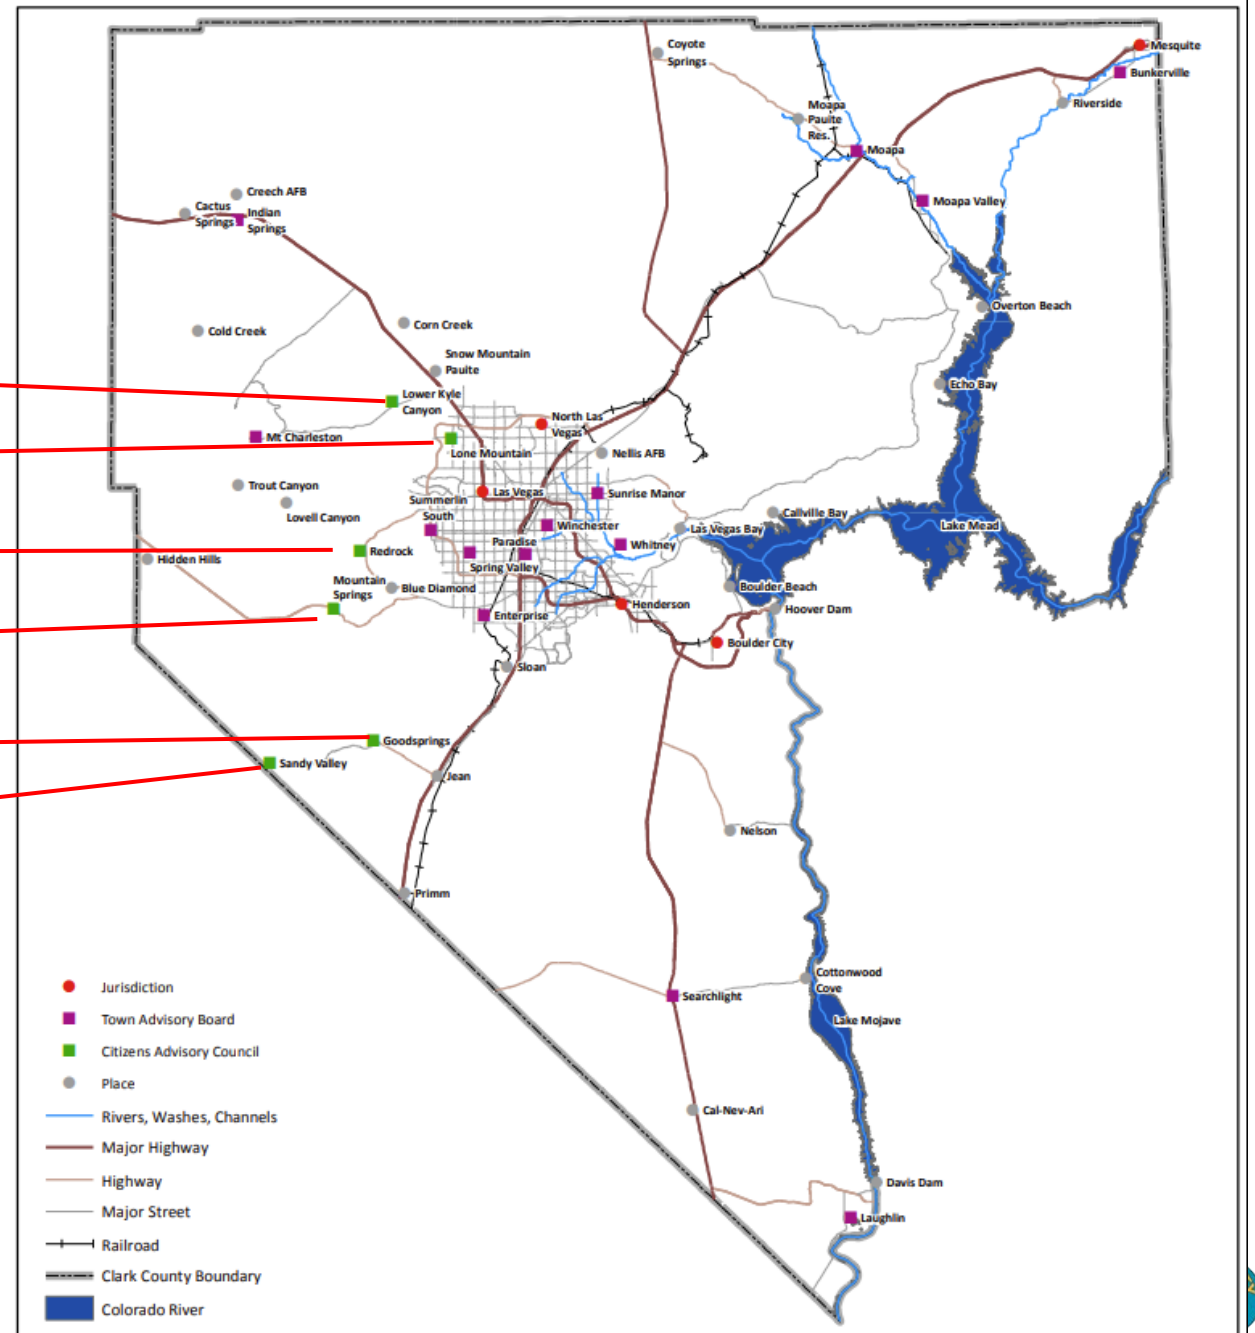 Coyote
Springs
Mesquite
Bunkerville
Riverside
Moapa
Pauite
Res.
Moapa
Moapa Valley
Creech AFB
Cactus
Springs
Indian
Springs
Overton Beach
Cold Creek
Corn Creek
Snow Mountain
Pauite
Echo Bay
Lower Kyle
Canyon
North Las
Vegas
Mt Charleston
Lone Mountain
Nellis AFB
Trout Canyon
Lovell Canyon
Summerlin
South
Las Vegas
Sunrise Manor
Callville Bay
Lake Mead
Winchester
Las Vegas Bay
Paradise
Whitney
Hidden Hills
Redrock
Spring Valley
Mountain
Springs
Blue Diamond
Boulder Beach
Henderson
Hoover Dam
Enterprise
Boulder City
Sloan
Goodsprings
Sandy Valley
Jean
Nelson
Primm
Cottonwood
Cove
Searchlight
Lake Mojave
Cal-Nev-Ari
Davis Dam
Laughlin
Jurisdiction
Town Advisory Board
Citizens Advisory Council
Place
Rivers, Washes, Channels
Major Highway
Highway
Major Street
Railroad
Clark County Boundary
Colorado River